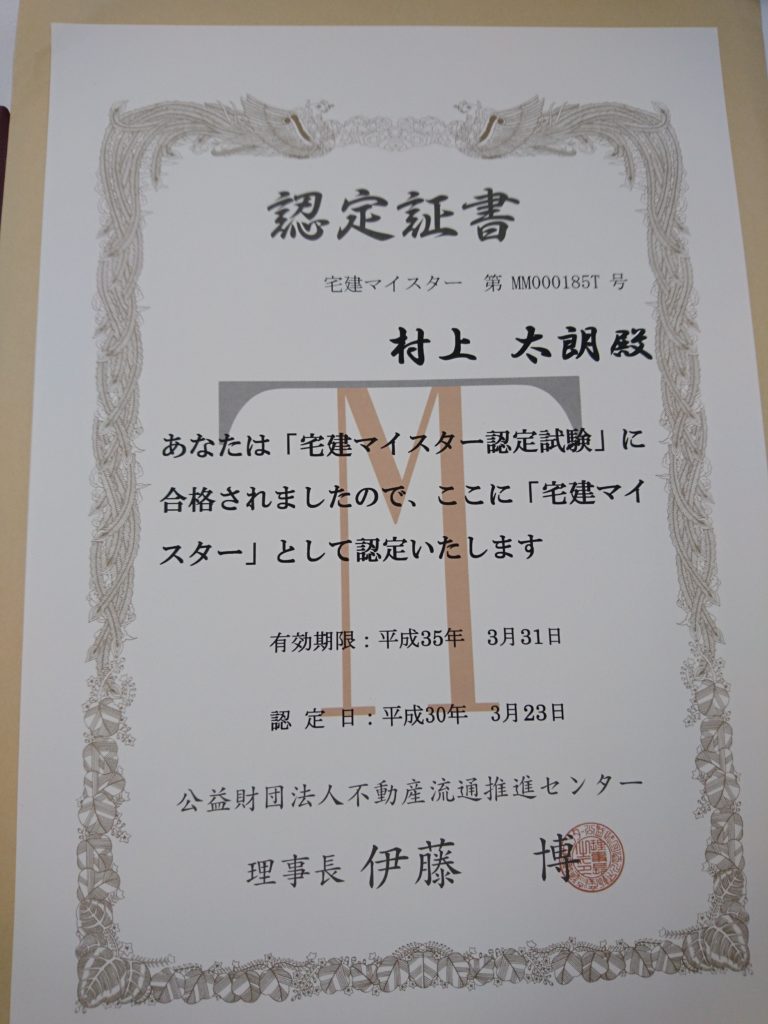 認定証書
宅建マイスター 第 MM000185T 号
村上 太朗殿
あなたは「宅建マイスター認定試験」に
合格されましたので、ここに「宅建マイ
スター」として認定いたします
有効期限：平成35年 3月31日
認 定 日：平成30年 3月23日
公益財団法人不動産流通推進センター
理事長 伊藤 博